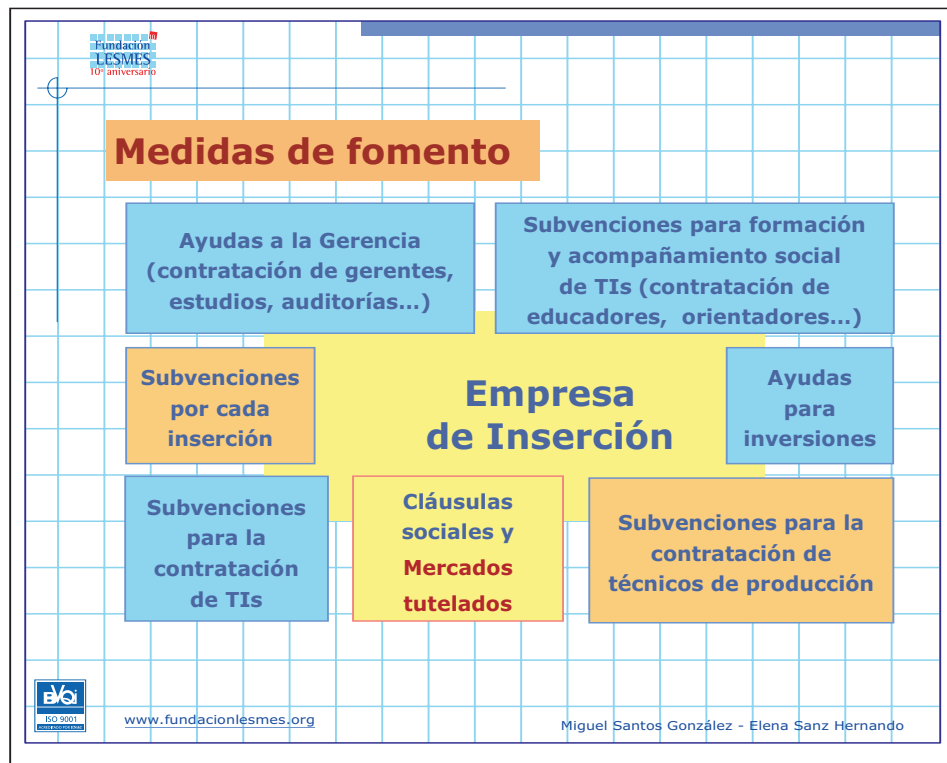 Fundación
LESMES
10º aniversario
Medidas de fomento
Ayudas a la Gerencia
(contratación de gerentes,
estudios, auditorías...)
Subvenciones para formación
y acompañamiento social
de TIs (contratación de
educadores, orientadores...)
Subvenciones
por cada
inserción
Empresa
de Inserción
Ayudas
para
inversiones
Subvenciones
para la
contratación
de TIs
Cláusulas
sociales y
Mercados
tutelados
Subvenciones para la
contratación de
técnicos de producción
BVQi
ISO 9001
www.fundacionlesmes.org
Miguel Santos González - Elena Sanz Hernando